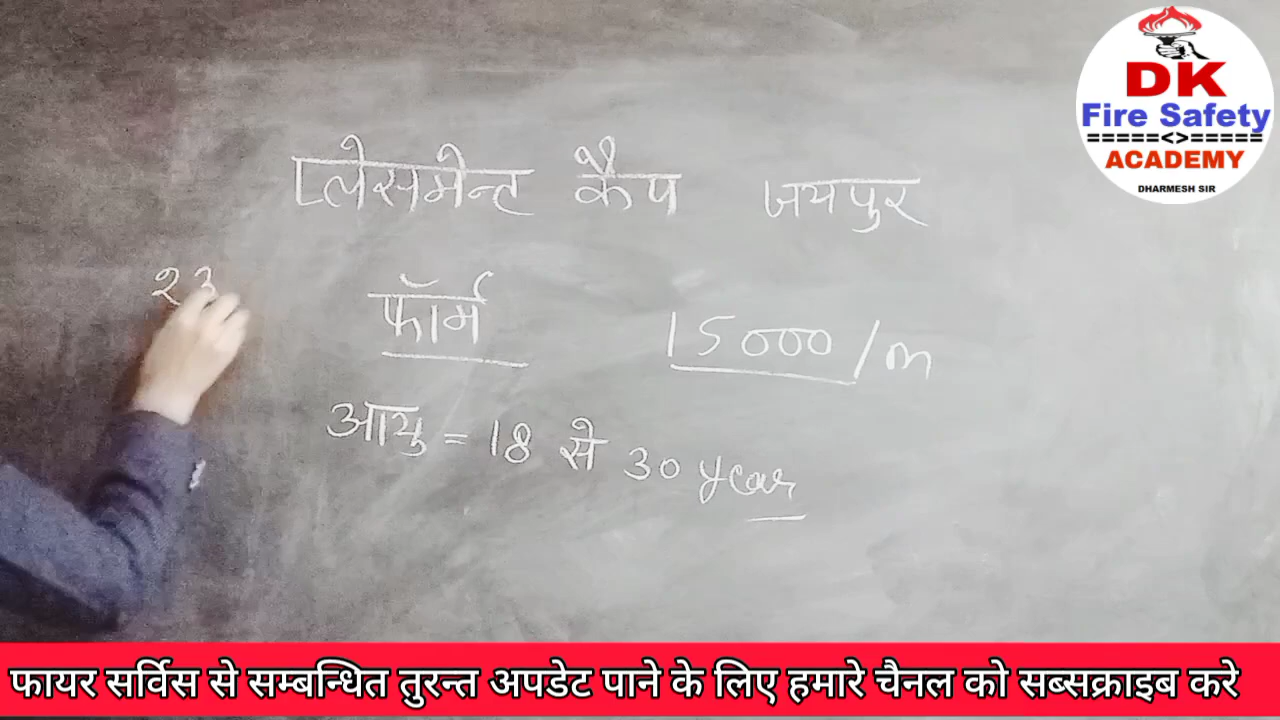 DK
Fire Safety
=====<>=====
ACADEMY
DHARMESH SIR
प्लेसमेन्ट कैप जयपुर
फॉर्म 15000/m
आयु = 18 से 30 year
फायर सर्विस से सम्बन्धित तुरन्त अपडेट पाने के लिए हमारे चैनल को सब्सक्राइब करे